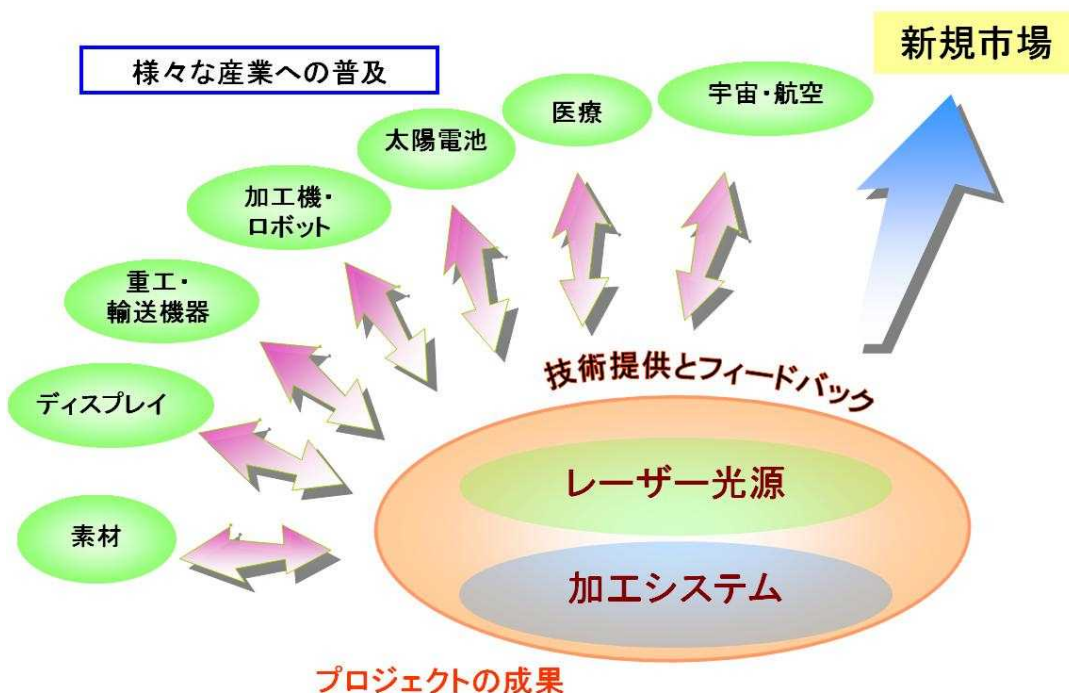 新規市場
様々な産業への普及
宇宙・航空
医療
太陽電池
加工機・
ロボット
重工・
輸送機器
ディスプレイ
素材
技術提供とフィードバック
レーザー光源
加工システム
プロジェクトの成果